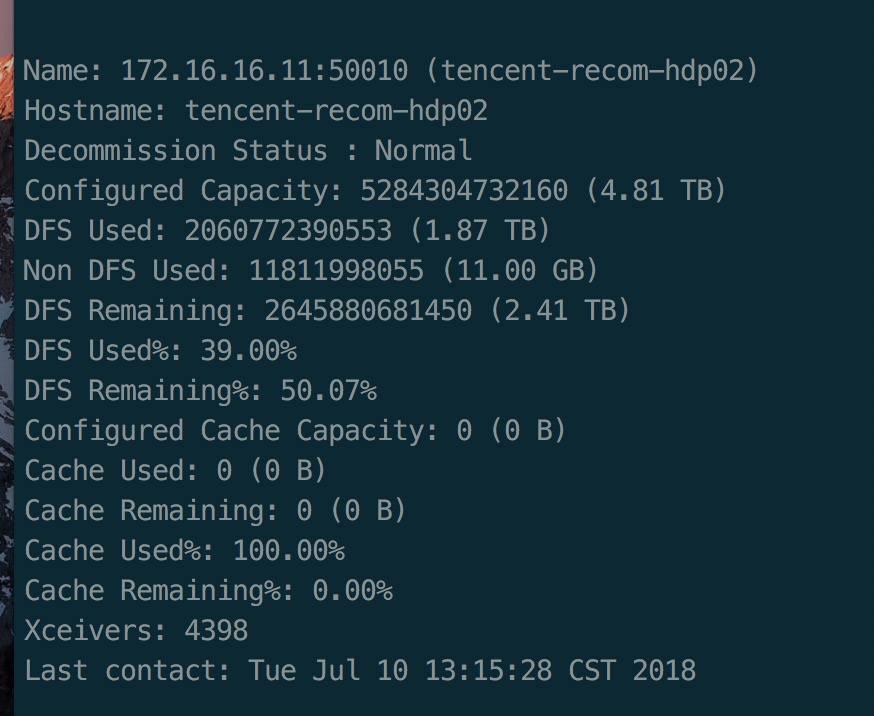 Name: 172.16.16.11:50010 (tencent-recom-hdp02)
Hostname: tencent-recom-hdp02
Decommission Status : Normal
Configured Capacity: 5284304732160 (4.81 TB)
DFS Used: 2060772390553 (1.87 TB)
Non DFS Used: 11811998055 (11.00 GB)
DFS Remaining: 2645880681450 (2.41 TB)
DFS Used%: 39.00%
DFS Remaining%: 50.07%
Configured Cache Capacity: 0 (0 B)
Cache Used: 0 (0 B)
Cache Remaining: 0 (0 B)
Cache Used%: 100.00%
Cache Remaining%: 0.00%
Xceivers: 4398
Last contact: Tue Jul 10 13:15:28 CST 2018